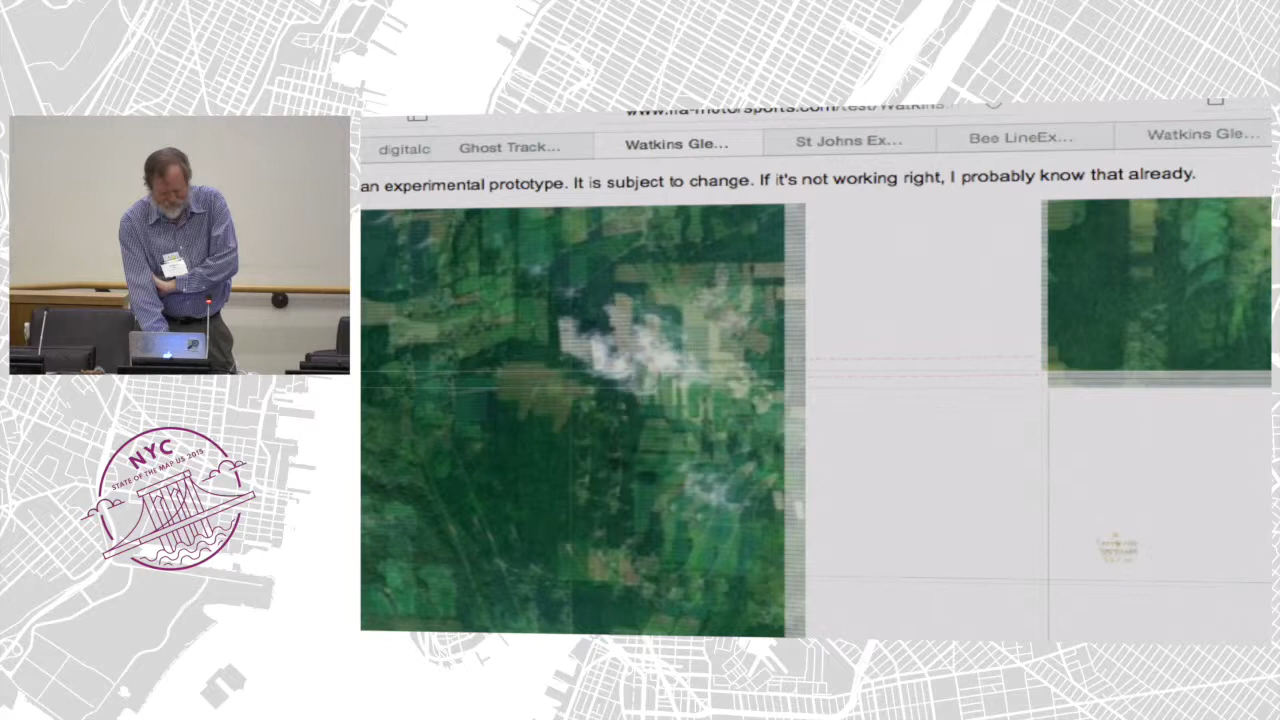 digitalc
Ghost Track...
Watkins Gle...
St Johns Ex...
Bee LineEx...
Watkins Gle...
an experimental prototype. It is subject to change. If it's not working right, I probably know that already.
NYC
STATE OF THE MAP US 2015